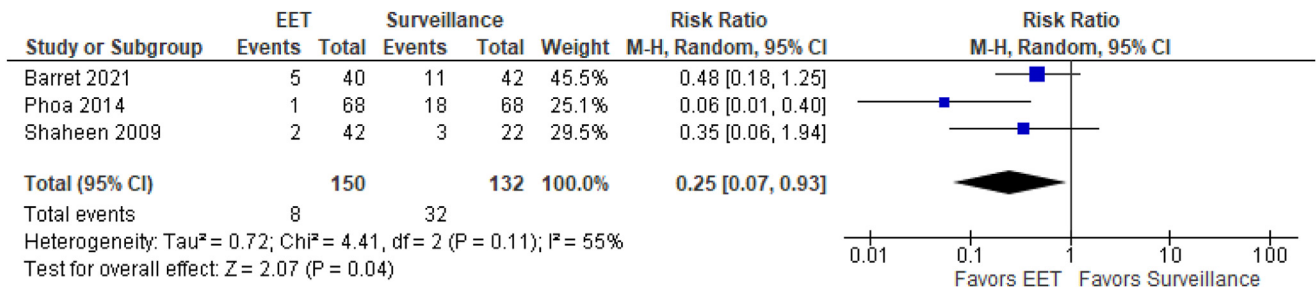 EET Surveillance Risk Ratio Risk Ratio
Study or Subgroup Events Total Events Total Weight M-H, Random, 95% CI M-H, Random, 95% CI
Barret 2021 5 40 11 42 45.5% 0.48 [0.18, 1.25]
Phoa 2014 1 68 18 68 25.1% 0.06 [0.01, 0.40]
Shaheen 2009 2 42 3 22 29.5% 0.35 [0.06, 1.94]
Total (95% CI) 150 132 100.0% 0.25 [0.07, 0.93]
Total events 8 32
Heterogeneity: Tau² = 0.72; Chi² = 4.41, df = 2 (P = 0.11); I² = 55%
Test for overall effect: Z = 2.07 (P = 0.04)
0.01 0.1 1 10 100
Favors EET Favors Surveillance